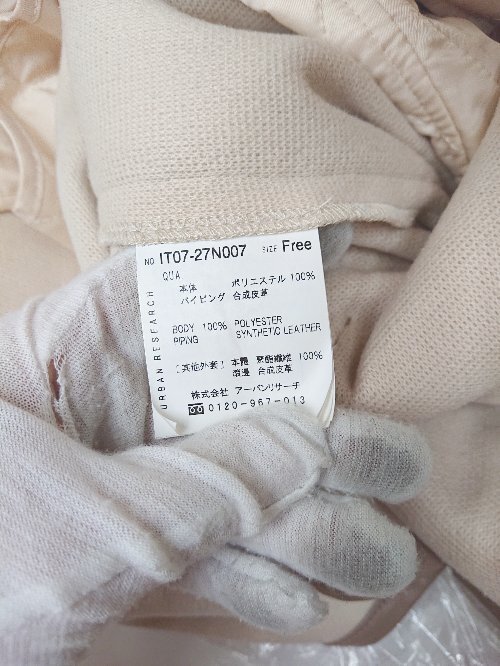 NO IT07-27N007 SIZE Free
QUA
本体 ポリエステル 100%
パイピング 合成皮革
BODY 100% POLYESTER
PIPING SYNTHETIC LEATHER
[其他外套] 本體 聚酯纖維 100%
合成皮革
株式会社 アーバンリサーチ
0120-967-013
URBAN RESEARCH